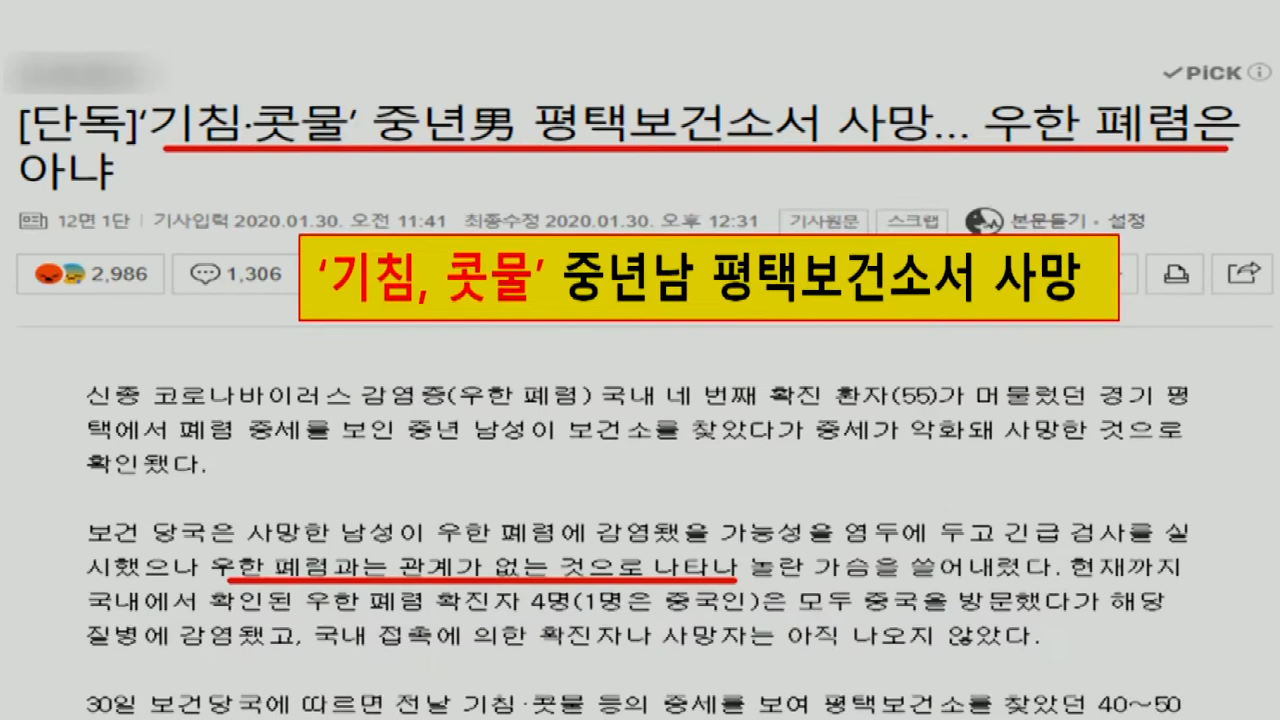 ✓PICK ⓘ
[단독]‘기침·콧물’ 중년男 평택보건소서 사망... 우한 폐렴은
아냐
12면 1단 | 기사입력 2020.01.30. 오전 11:41 최종수정 2020.01.30. 오후 12:31 기사원문 스크랩 본문듣기 · 설정
2,986 1,306
‘기침, 콧물’ 중년남 평택보건소서 사망
신종 코로나바이러스 감염증(우한 폐렴) 국내 네 번째 확진 환자(55)가 머물렀던 경기 평
택에서 폐렴 증세를 보인 중년 남성이 보건소를 찾았다가 증세가 악화돼 사망한 것으로
확인됐다.
보건 당국은 사망한 남성이 우한 폐렴에 감염됐을 가능성을 염두에 두고 긴급 검사를 실
시했으나 우한 폐렴과는 관계가 없는 것으로 나타나 놀란 가슴을 쓸어내렸다. 현재까지
국내에서 확인된 우한 폐렴 확진자 4명(1명은 중국인)은 모두 중국을 방문했다가 해당
질병에 감염됐고, 국내 접촉에 의한 확진자나 사망자는 아직 나오지 않았다.
30일 보건당국에 따르면 전날 기침·콧물 등의 증세를 보여 평택보건소를 찾았던 40~50